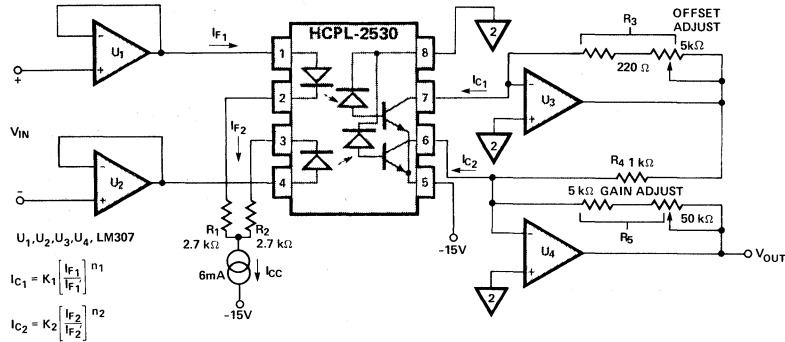 HCPL-2530
OFFSET
ADJUST
R3
5kΩ
220 Ω
IF1
U1
+
-
VIN
IF2
U2
1
2
3
4
8
7
6
5
2
IC1
IC2
U3
2
R4 1 kΩ
5 kΩ GAIN ADJUST
50 kΩ
R5
U4
2
VOUT
-15V
R1
2.7 kΩ
R2
2.7 kΩ
6mA
ICC
-15V
U1, U2, U3, U4, LM307
IC1 = K1 [IF1 / IF1'] n1
IC2 = K2 [IF2 / IF2'] n2